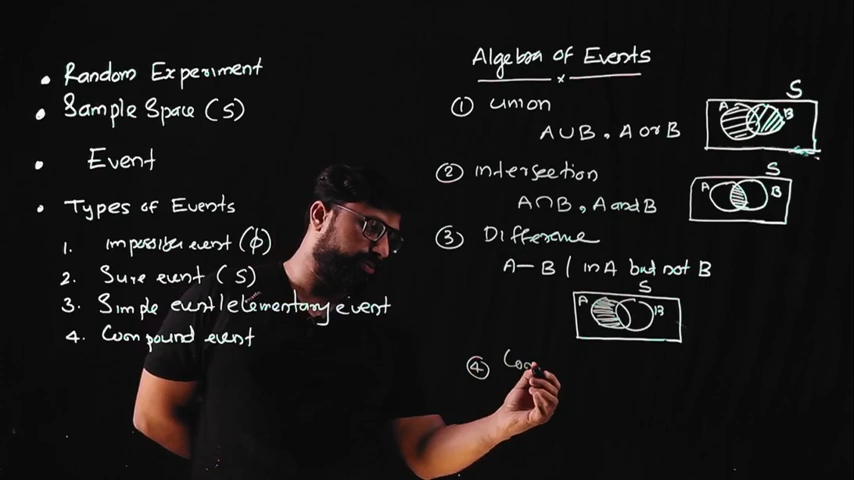 • Random Experiment
• Sample Space (S)
• Event
• Types of Events
1. impossible event (ϕ)
2. Sure event (S)
3. Simple event/elementary event
4. Compound event
Algebra of Events
① union
A∪B, A or B
S
A B
② intersection
A∩B, A and B
S
A B
③ Difference
A-B / in A but not B
S
A B
④ Co